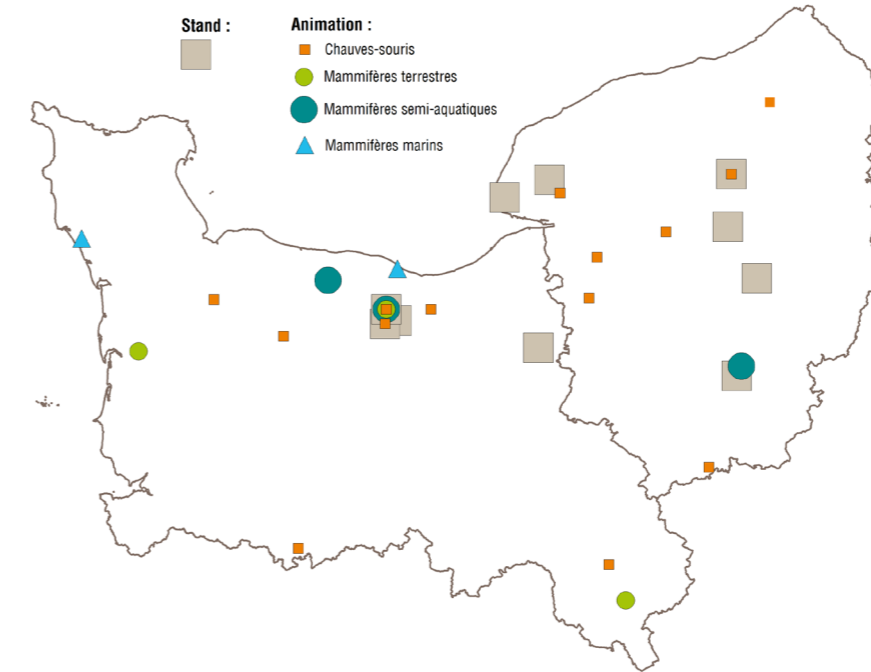 Stand :
Animation :
Chauves-souris
Mammifères terrestres
Mammifères semi-aquatiques
Mammifères marins